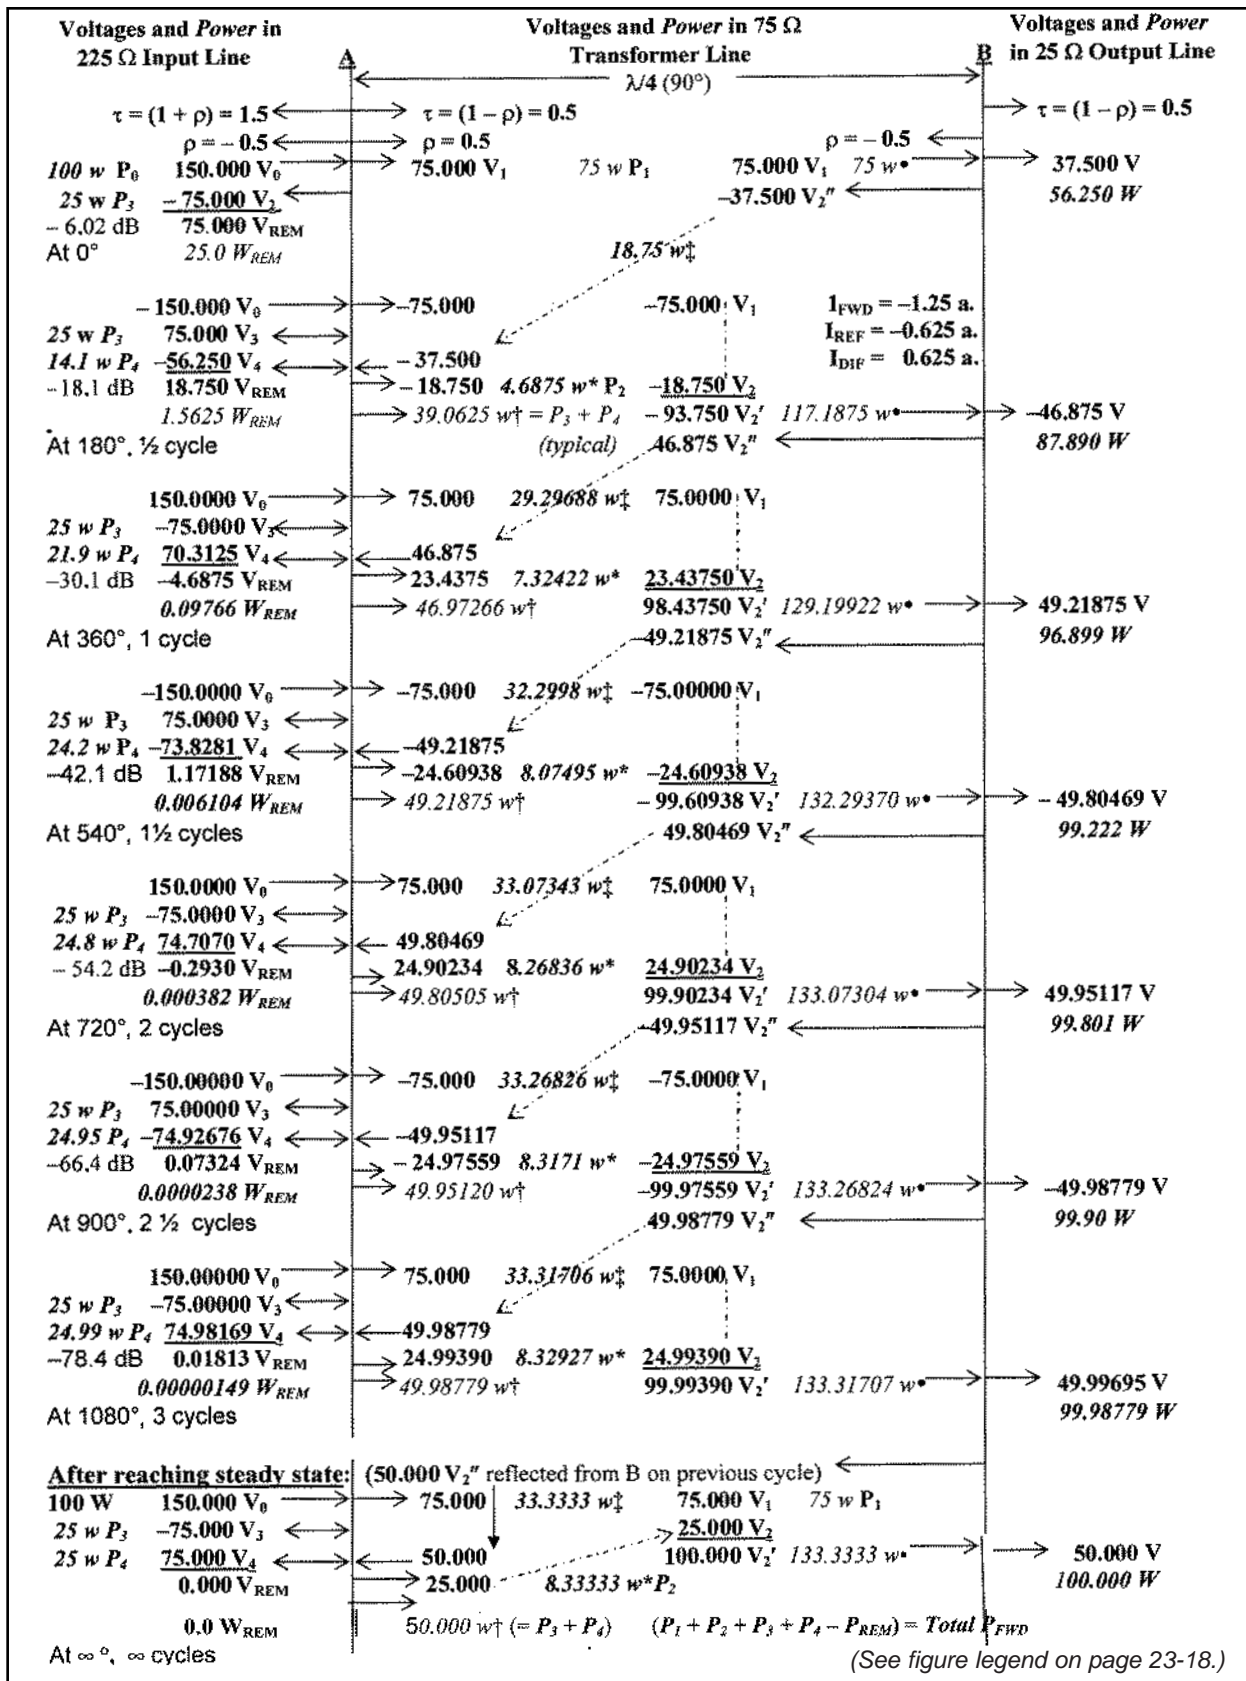 Voltages and Power in
225 Ω Input Line
A
Voltages and Power in 75 Ω
Transformer Line
B
Voltages and Power
in 25 Ω Output Line
λ/4 (90°)
τ = (1 + ρ) = 1.5
τ = (1 – ρ) = 0.5
τ = (1 – ρ) = 0.5
ρ = – 0.5
ρ = 0.5
ρ = – 0.5
100 w P₀ 150.000 V₀
75.000 V₁ 75 w P₁ 75.000 V₁ 75 w•
37.500 V
25 w P₃ – 75.000 V₂
–37.500 V₂″
56.250 W
– 6.02 dB 75.000 V_REM
At 0° 25.0 W_REM
18.75 w‡
– 150.000 V₀
–75.000
–75.000 V₁
I_FWD = –1.25 a.
25 w P₃ 75.000 V₃
I_REF = –0.625 a.
14.1 w P₄ –56.250 V₄
– 37.500
I_DIF = 0.625 a.
–18.1 dB 18.750 V_REM
– 18.750 4.6875 w* P₂ –18.750 V₂
1.5625 W_REM
39.0625 w† = P₃ + P₄
– 93.750 V₂′ 117.1875 w•
–46.875 V
At 180°, ½ cycle
(typical)
46.875 V₂″
87.890 W
150.0000 V₀
75.000 29.29688 w‡ 75.0000 V₁
25 w P₃ –75.0000 V₃
21.9 w P₄ 70.3125 V₄
46.875
–30.1 dB –4.6875 V_REM
23.4375 7.32422 w* 23.43750 V₂
0.09766 W_REM
46.97266 w†
98.43750 V₂′ 129.19922 w•
49.21875 V
At 360°, 1 cycle
–49.21875 V₂″
96.899 W
–150.0000 V₀
–75.000 32.2998 w‡ –75.00000 V₁
25 w P₃ 75.0000 V₃
24.2 w P₄ –73.8281 V₄
–49.21875
–42.1 dB 1.17188 V_REM
–24.60938 8.07495 w* –24.60938 V₂
0.006104 W_REM
49.21875 w†
– 99.60938 V₂′ 132.29370 w•
– 49.80469 V
At 540°, 1½ cycles
49.80469 V₂″
99.222 W
150.0000 V₀
75.000 33.07343 w‡ 75.0000 V₁
25 w P₃ –75.0000 V₃
24.8 w P₄ 74.7070 V₄
49.80469
– 54.2 dB –0.2930 V_REM
24.90234 8.26836 w* 24.90234 V₂
0.000382 W_REM
49.80505 w†
99.90234 V₂′ 133.07304 w•
49.95117 V
At 720°, 2 cycles
–49.95117 V₂″
99.801 W
–150.00000 V₀
–75.000 33.26826 w‡ –75.0000 V₁
25 w P₃ 75.00000 V₃
24.95 P₄ –74.92676 V₄
–49.95117
–66.4 dB 0.07324 V_REM
– 24.97559 8.3171 w* –24.97559 V₂
0.0000238 W_REM
49.95120 w†
–99.97559 V₂′ 133.26824 w•
–49.98779 V
At 900°, 2 ½ cycles
49.98779 V₂″
99.90 W
150.00000 V₀
75.000 33.31706 w‡ 75.0000 V₁
25 w P₃ –75.00000 V₃
24.99 w P₄ 74.98169 V₄
49.98779
–78.4 dB 0.01813 V_REM
24.99390 8.32927 w* 24.99390 V₂
0.00000149 W_REM
49.98779 w†
99.99390 V₂′ 133.31707 w•
49.99695 V
At 1080°, 3 cycles
99.98779 W
After reaching steady state: (50.000 V₂″ reflected from B on previous cycle)
100 W 150.000 V₀
75.000 33.3333 w‡ 75.000 V₁ 75 w P₁
25 w P₃ –75.000 V₃
25.000 V₂
25 w P₄ 75.000 V₄
50.000
100.000 V₂′ 133.3333 w•
50.000 V
0.000 V_REM
25.000 8.33333 w*P₂
100.000 W
0.0 W_REM
50.000 w† (= P₃ + P₄) (P₁ + P₂ + P₃ + P₄ – P_REM) = Total P_FWD
At ∞ °, ∞ cycles
(See figure legend on page 23-18.)